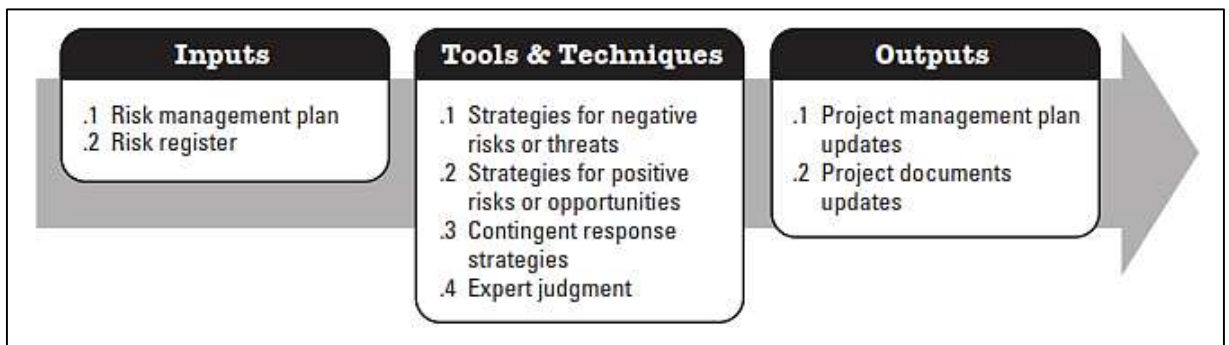 Inputs
.1 Risk management plan
.2 Risk register
Tools & Techniques
.1 Strategies for negative
risks or threats
.2 Strategies for positive
risks or opportunities
.3 Contingent response
strategies
.4 Expert judgment
Outputs
.1 Project management plan
updates
.2 Project documents
updates